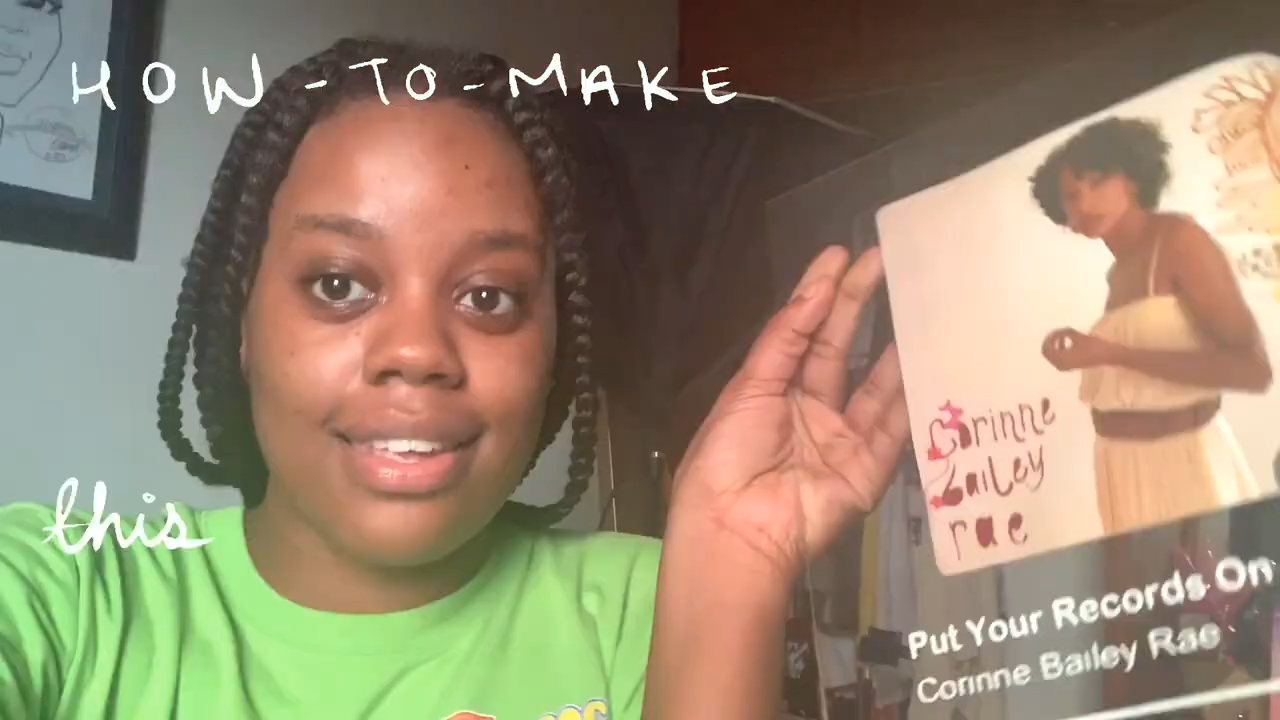 HOW-TO-MAKE
this
Corinne
bailey
rae
Put Your Records On
Corinne Bailey Rae